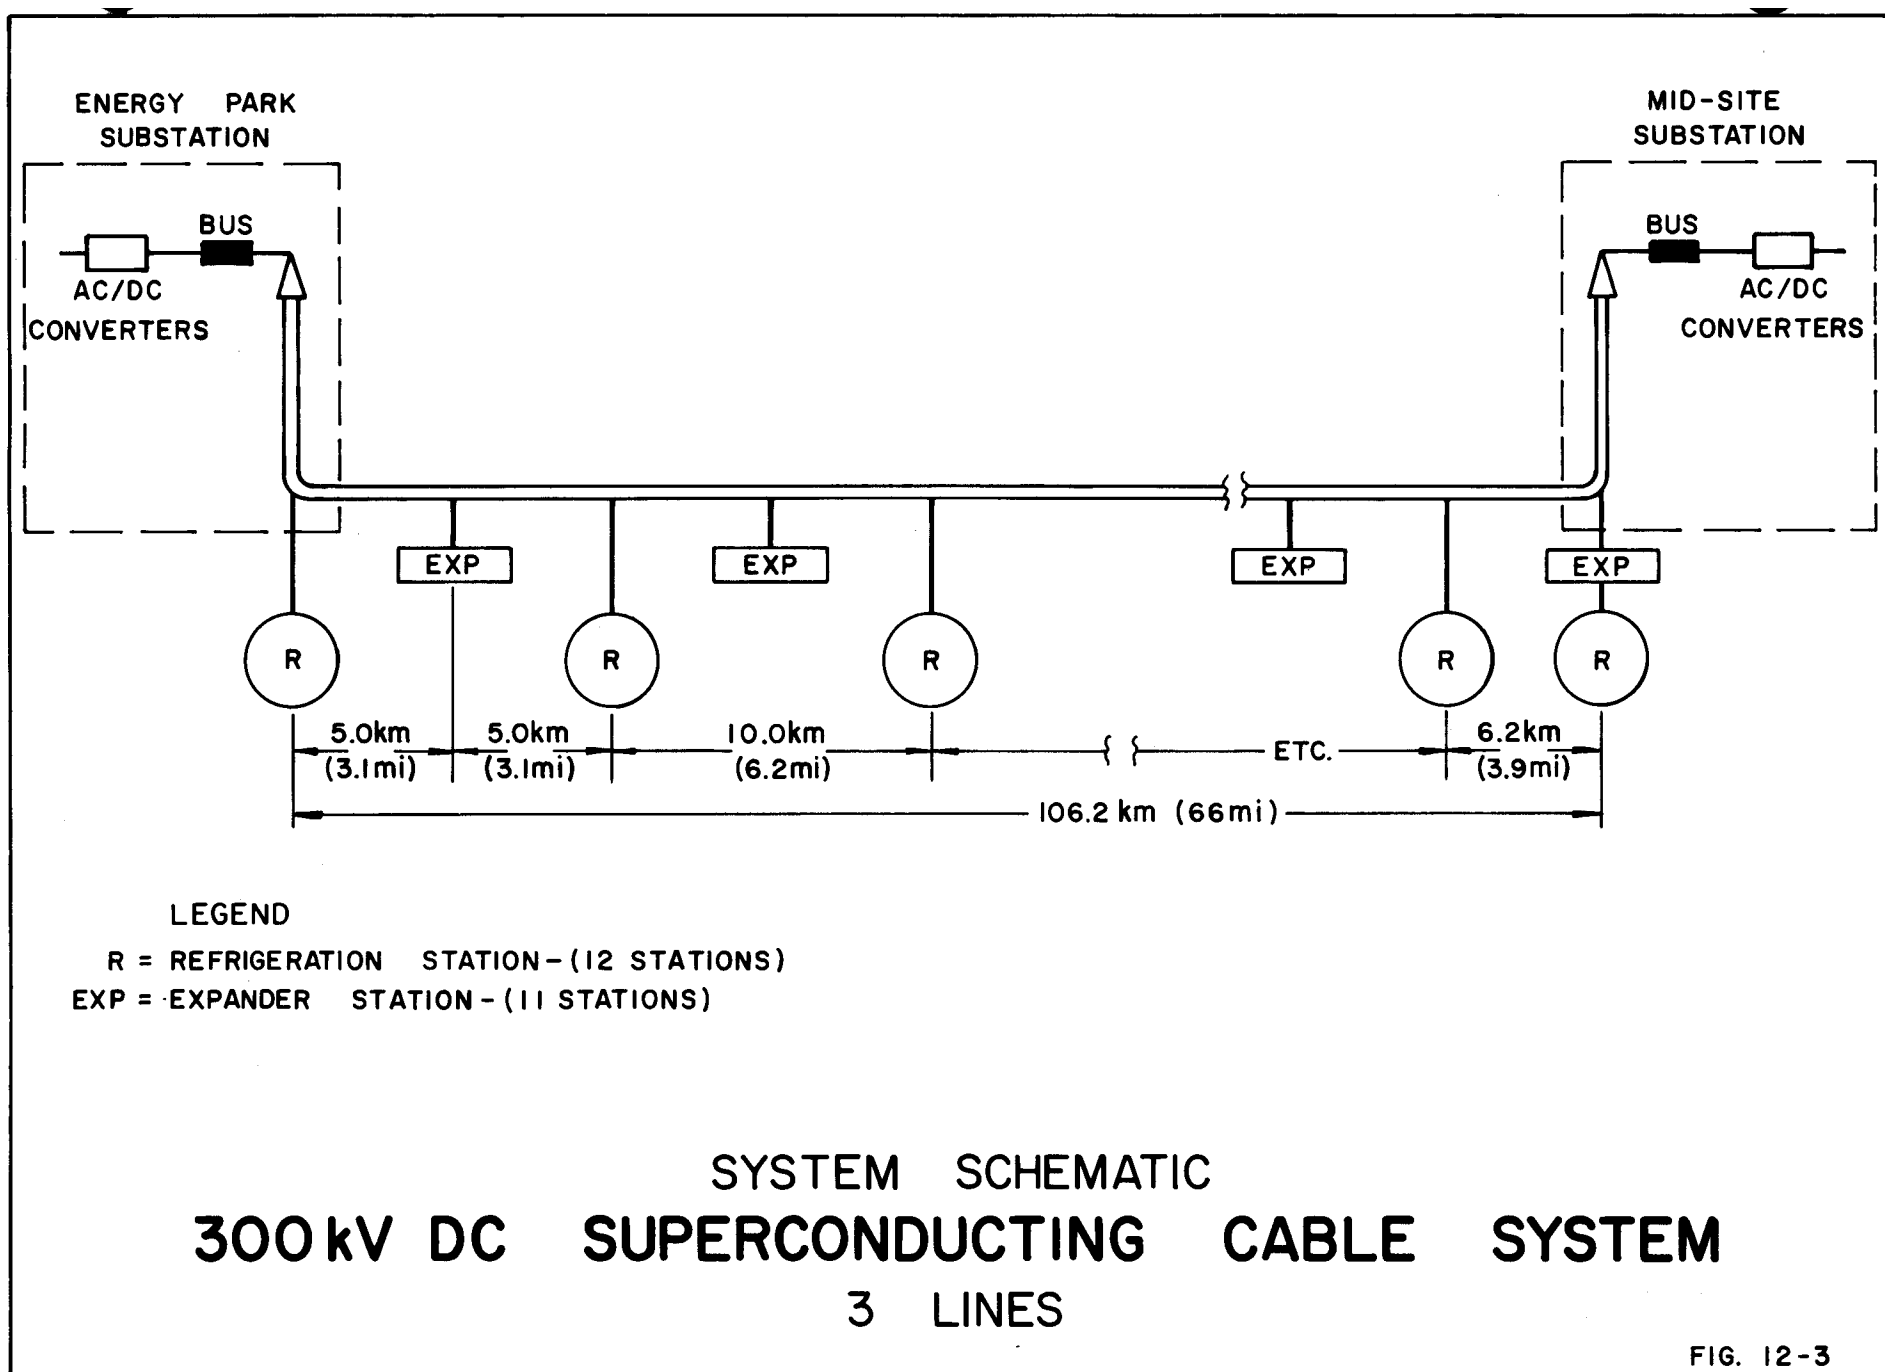 ENERGY PARK
SUBSTATION
MID-SITE
SUBSTATION
BUS
AC/DC
CONVERTERS
BUS
AC/DC
CONVERTERS
EXP
EXP
EXP
EXP
R
R
R
R
R
5.0km
(3.1mi)
5.0km
(3.1mi)
10.0km
(6.2mi)
ETC.
6.2km
(3.9mi)
106.2 km (66mi)
LEGEND
R = REFRIGERATION STATION-(12 STATIONS)
EXP = EXPANDER STATION-(11 STATIONS)
SYSTEM SCHEMATIC
300kV DC SUPERCONDUCTING CABLE SYSTEM
3 LINES
FIG. 12-3